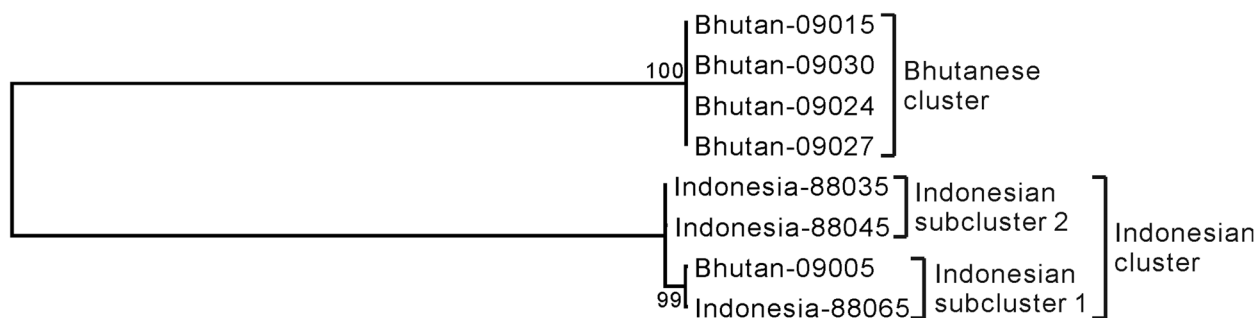 Bhutan-09015
100
Bhutan-09030
Bhutanese
cluster
Bhutan-09024
Bhutan-09027
Indonesia-88035
Indonesian
subcluster 2
Indonesia-88045
Indonesian
cluster
Bhutan-09005
Indonesian
subcluster 1
99
Indonesia-88065